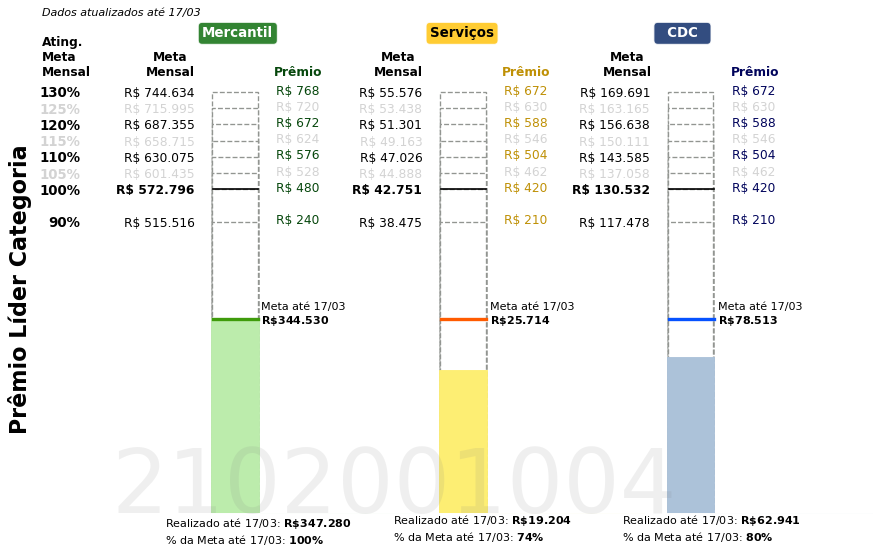 Dados atualizados até 17/03
Mercantil
Serviços
CDC
Ating. Meta Mensal
Meta Mensal
Prêmio
Meta Mensal
Prêmio
Meta Mensal
Prêmio
130% R$ 744.634 R$ 768 R$ 55.576 R$ 672 R$ 169.691 R$ 672
125% R$ 715.995 R$ 720 R$ 53.438 R$ 630 R$ 163.165 R$ 630
120% R$ 687.355 R$ 672 R$ 51.301 R$ 588 R$ 156.638 R$ 588
115% R$ 658.715 R$ 624 R$ 49.163 R$ 546 R$ 150.111 R$ 546
110% R$ 630.075 R$ 576 R$ 47.026 R$ 504 R$ 143.585 R$ 504
105% R$ 601.435 R$ 528 R$ 44.888 R$ 462 R$ 137.058 R$ 462
100% R$ 572.796 R$ 480 R$ 42.751 R$ 420 R$ 130.532 R$ 420
90% R$ 515.516 R$ 240 R$ 38.475 R$ 210 R$ 117.478 R$ 210
Prêmio Líder Categoria
Meta até 17/03
R$344.530
Meta até 17/03
R$25.714
Meta até 17/03
R$78.513
2102001004
Realizado até 17/03: R$347.280
% da Meta até 17/03: 100%
Realizado até 17/03: R$19.204
% da Meta até 17/03: 74%
Realizado até 17/03: R$62.941
% da Meta até 17/03: 80%